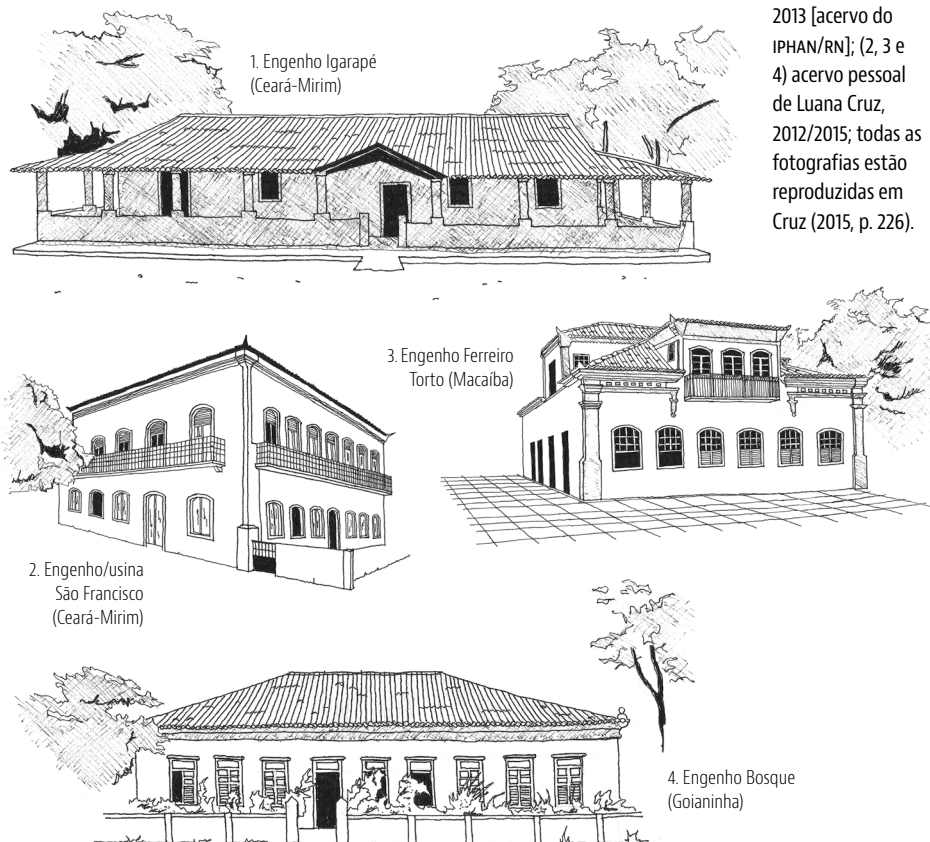 2013 [acervo do
IPHAN/RN]; (2, 3 e
4) acervo pessoal
de Luana Cruz,
2012/2015; todas as
fotografias estão
reproduzidas em
Cruz (2015, p. 226).
1. Engenho Igarapé
(Ceará-Mirim)
3. Engenho Ferreiro
Torto (Macaíba)
2. Engenho/usina
São Francisco
(Ceará-Mirim)
4. Engenho Bosque
(Goianinha)